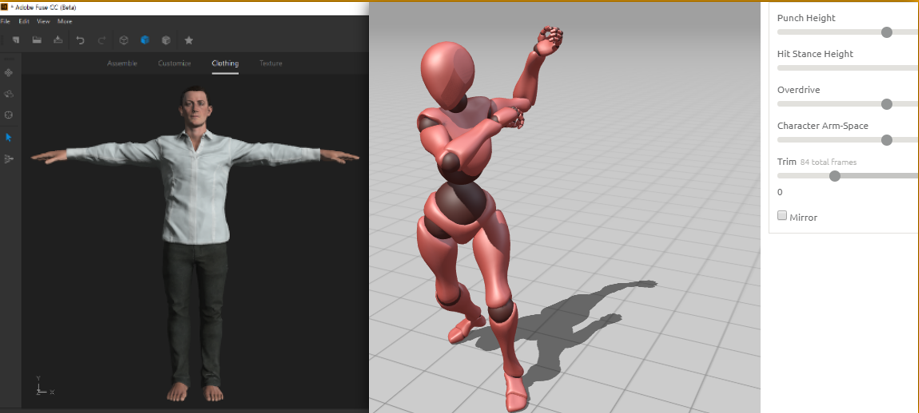 * Adobe Fuse CC (Beta)
File Edit View More
Assemble Customize Clothing Texture
Punch Height
Hit Stance Height
Overdrive
Character Arm-Space
Trim 84 total frames
0
Mirror
Y
X